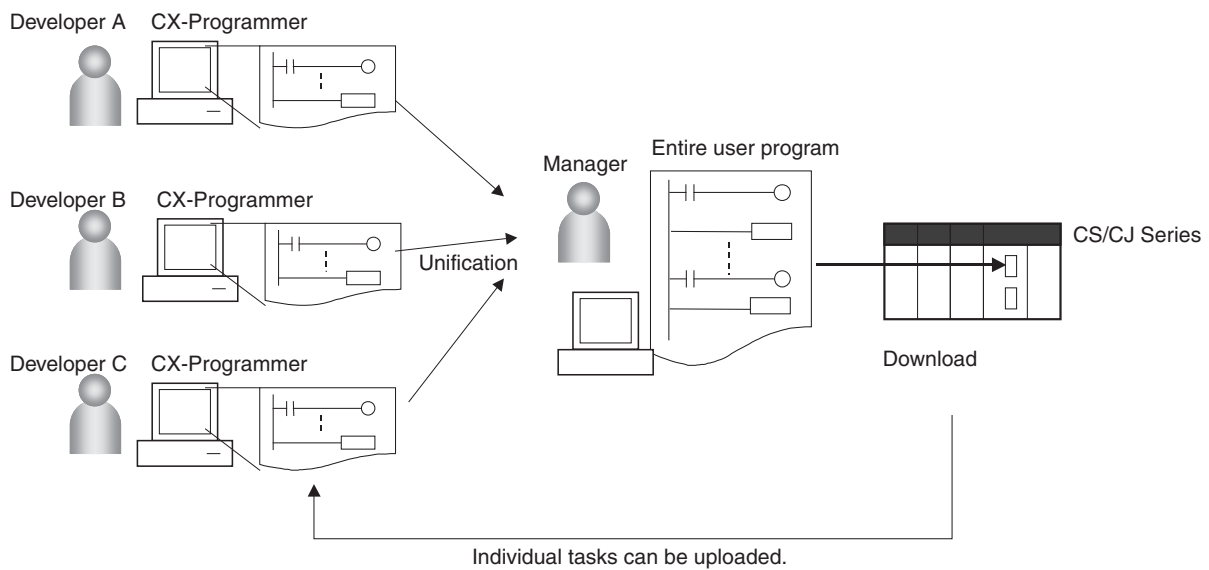 Developer A
CX-Programmer
Developer B
CX-Programmer
Unification
Developer C
CX-Programmer
Manager
Entire user program
CS/CJ Series
Download
Individual tasks can be uploaded.